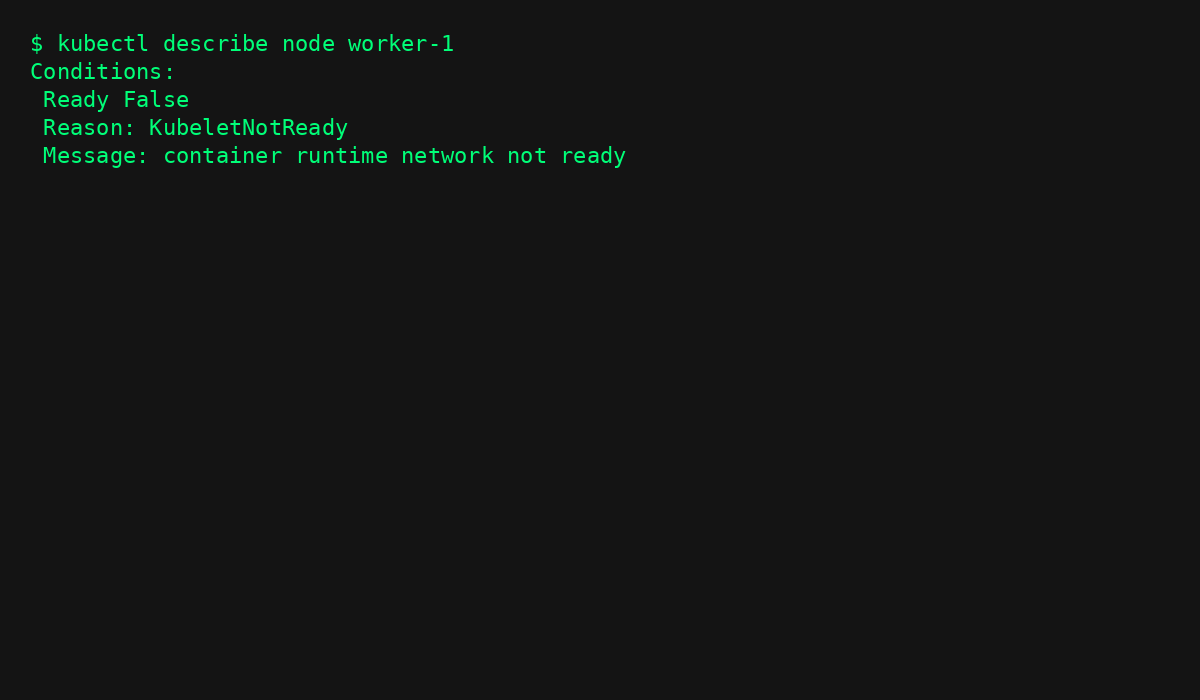 $ kubectl describe node worker-1
Conditions:
 Ready False
 Reason: KubeletNotReady
 Message: container runtime network not ready